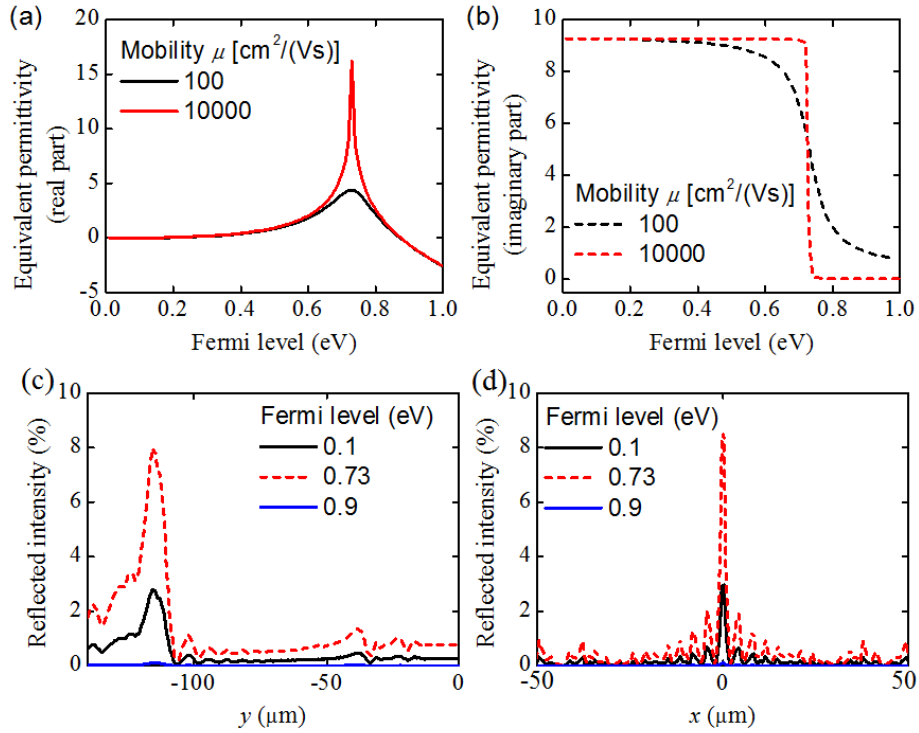 (a)
Mobility μ [cm²/(Vs)]
100
10000
20
15
10
5
0
-5
0.0 0.2 0.4 0.6 0.8 1.0
Equivalent permittivity
(real part)
Fermi level (eV)
(b)
Mobility μ [cm²/(Vs)]
100
10000
10
8
6
4
2
0
0.0 0.2 0.4 0.6 0.8 1.0
Equivalent permittivity
(imaginary part)
Fermi level (eV)
(c)
Fermi level (eV)
0.1
0.73
0.9
10
8
6
4
2
0
-100 -50 0
Reflected intensity (%)
y (μm)
(d)
Fermi level (eV)
0.1
0.73
0.9
10
8
6
4
2
0
-50 0 50
Reflected intensity (%)
x (μm)